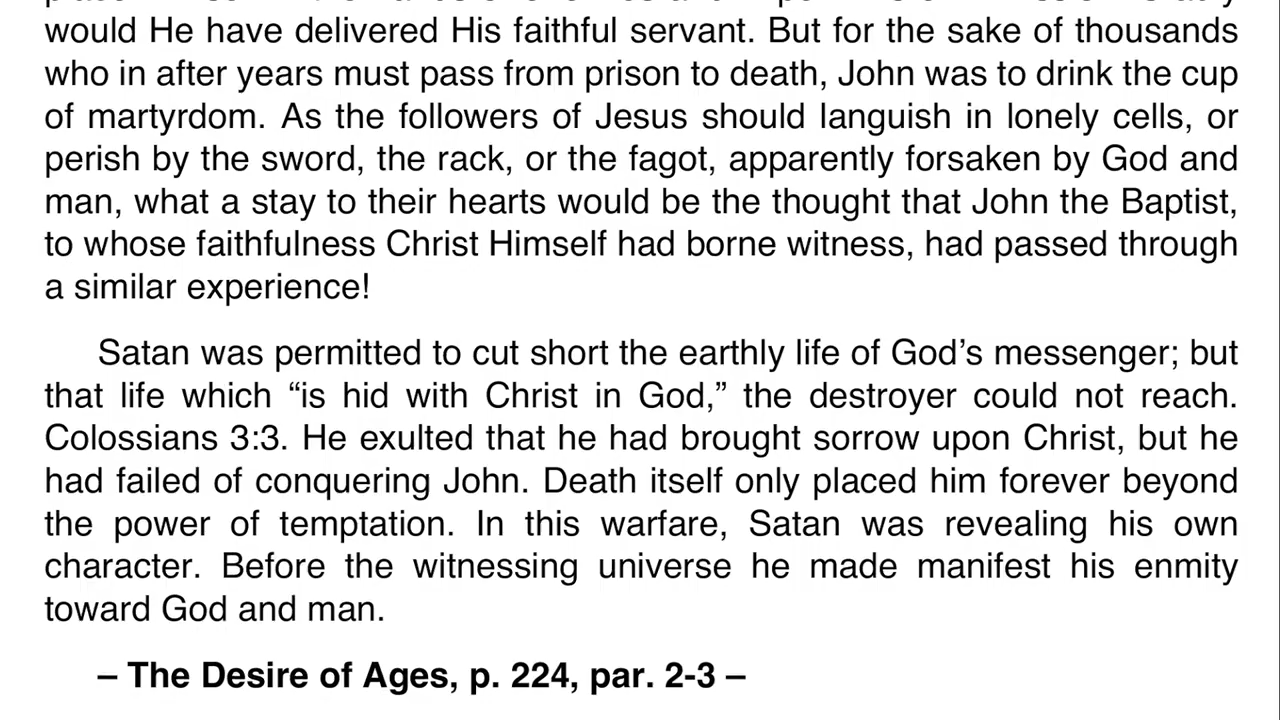 would He have delivered His faithful servant. But for the sake of thousands
who in after years must pass from prison to death, John was to drink the cup
of martyrdom. As the followers of Jesus should languish in lonely cells, or
perish by the sword, the rack, or the fagot, apparently forsaken by God and
man, what a stay to their hearts would be the thought that John the Baptist,
to whose faithfulness Christ Himself had borne witness, had passed through
a similar experience!
Satan was permitted to cut short the earthly life of God’s messenger; but
that life which “is hid with Christ in God,” the destroyer could not reach.
Colossians 3:3. He exulted that he had brought sorrow upon Christ, but he
had failed of conquering John. Death itself only placed him forever beyond
the power of temptation. In this warfare, Satan was revealing his own
character. Before the witnessing universe he made manifest his enmity
toward God and man.
– The Desire of Ages, p. 224, par. 2-3 –